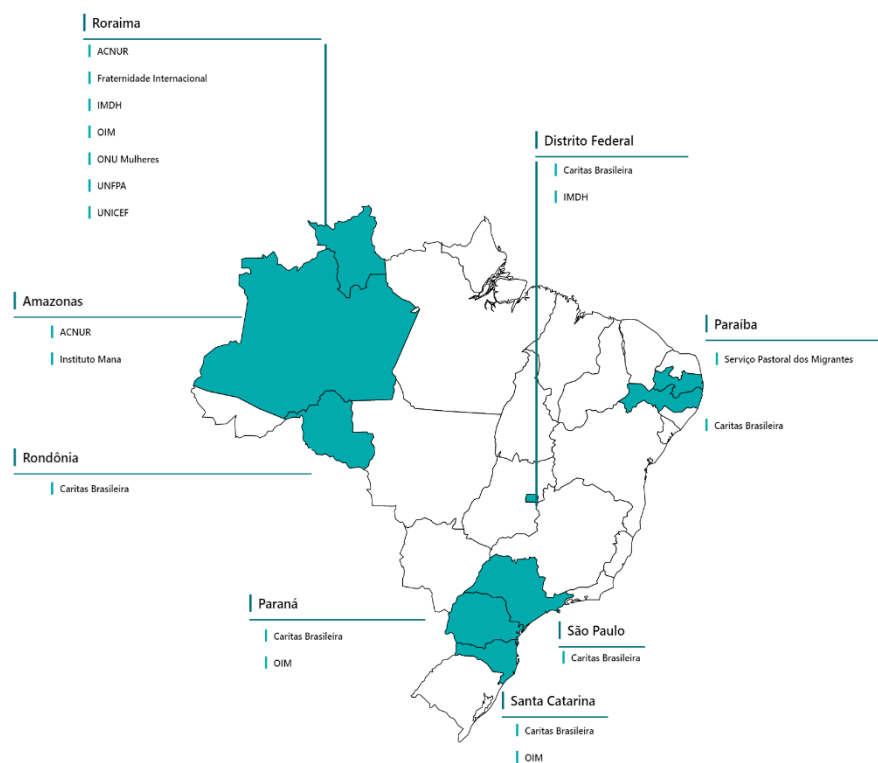 Roraima
ACNUR
Fraternidade Internacional
IMDH
OIM
ONU Mulheres
UNFPA
UNICEF
Distrito Federal
Caritas Brasileira
IMDH
Amazonas
ACNUR
Instituto Mana
Paraíba
Serviço Pastoral dos Migrantes
Caritas Brasileira
Rondônia
Caritas Brasileira
Paraná
Caritas Brasileira
OIM
São Paulo
Caritas Brasileira
Santa Catarina
Caritas Brasileira
OIM